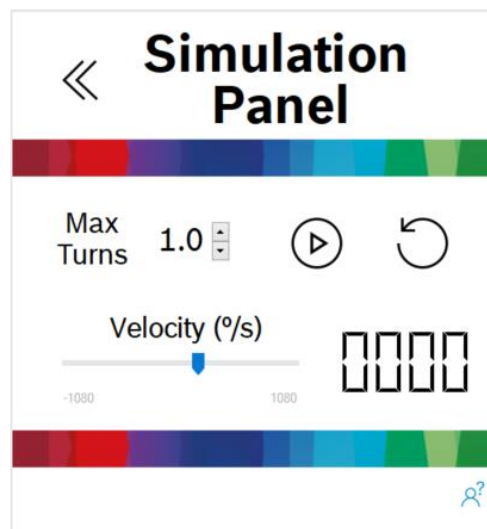 Simulation
Panel
Max
Turns
1.0
Velocity (º/s)
-1080
1080
0000
?